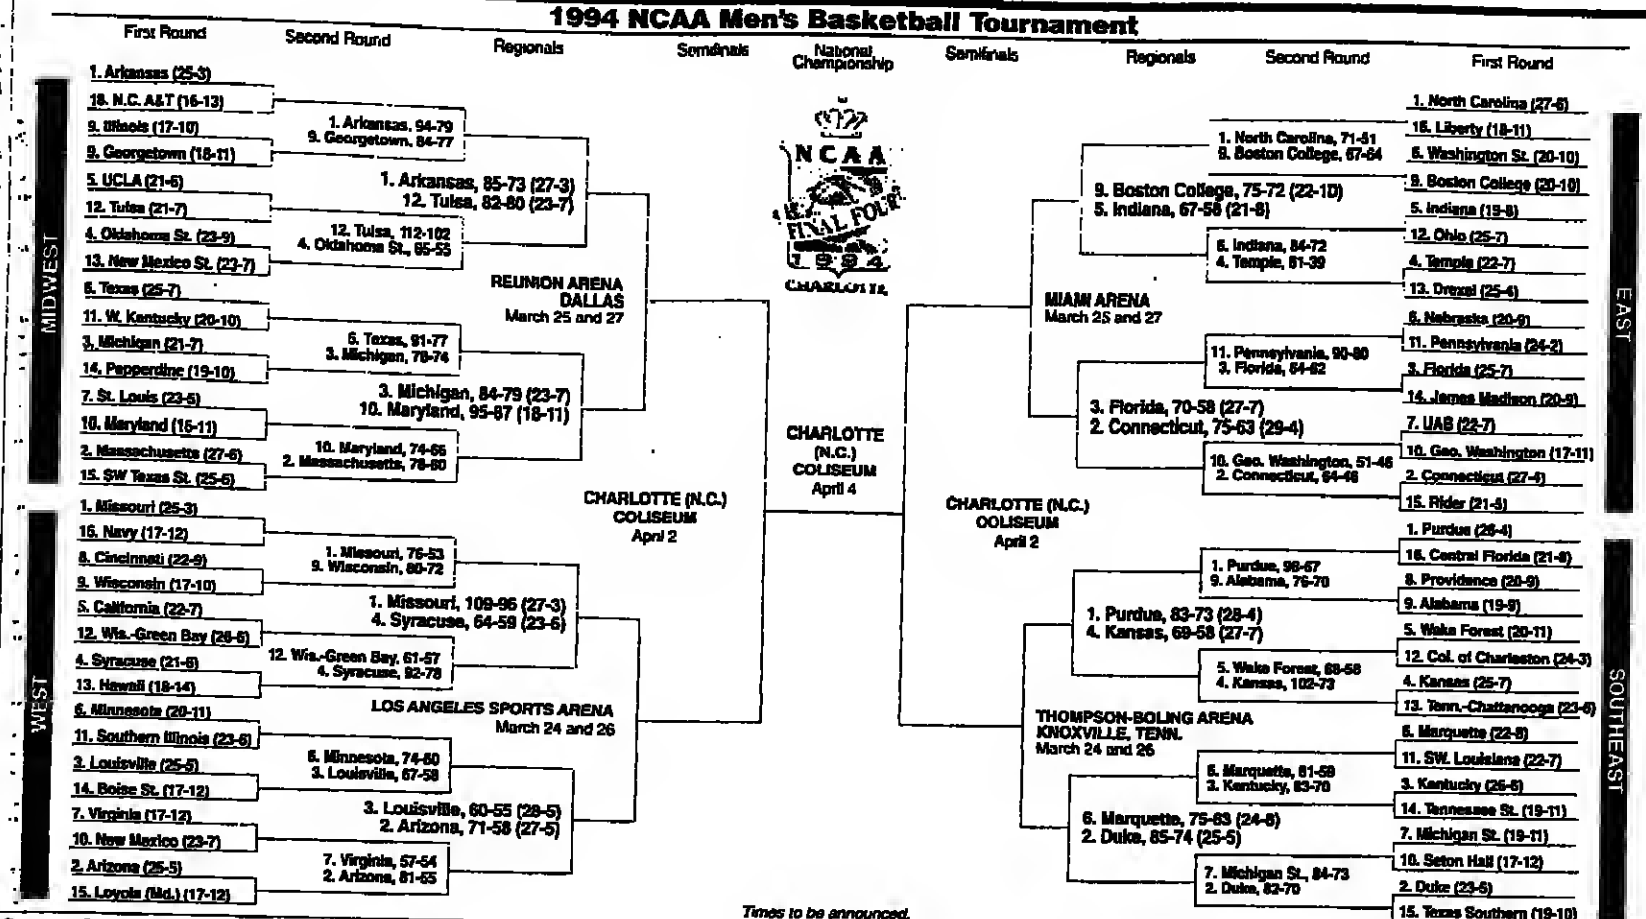 1994 NCAA Men's Basketball Tournament
First Round
Second Round
Regionals
Semifinals
National
Championship
Semifinals
Regionals
Second Round
First Round
MIDWEST
1. Arkansas (25-3)
16. N.C. A&T (16-13)
9. Illinois (17-10)
9. Georgetown (18-11)
5. UCLA (21-6)
12. Tulsa (21-7)
4. Oklahoma St. (23-9)
13. New Mexico St. (23-7)
6. Texas (25-7)
11. W. Kentucky (20-10)
3. Michigan (21-7)
14. Pepperdine (19-10)
7. St. Louis (23-5)
10. Maryland (16-11)
2. Massachusetts (27-6)
15. SW Texas St. (25-6)
1. Arkansas, 94-79
9. Georgetown, 84-77
12. Tulsa, 112-102
4. Oklahoma St., 65-55
6. Texas, 91-77
3. Michigan, 78-74
10. Maryland, 74-66
2. Massachusetts, 78-60
1. Arkansas, 85-73 (27-3)
12. Tulsa, 82-80 (23-7)
REUNION ARENA
DALLAS
March 25 and 27
3. Michigan, 84-79 (23-7)
10. Maryland, 95-87 (18-11)
WEST
1. Missouri (25-3)
16. Navy (17-12)
8. Cincinnati (22-9)
9. Wisconsin (17-10)
5. California (22-7)
12. Wis.-Green Bay (26-6)
4. Syracuse (21-6)
13. Hawaii (18-14)
6. Minnesota (20-11)
11. Southern Illinois (23-6)
3. Louisville (25-5)
14. Boise St. (17-12)
7. Virginia (17-12)
10. New Mexico (23-7)
2. Arizona (25-5)
15. Loyola (Md.) (17-12)
1. Missouri, 76-53
9. Wisconsin, 80-72
12. Wis.-Green Bay, 61-57
4. Syracuse, 92-78
6. Minnesota, 74-60
3. Louisville, 67-58
7. Virginia, 57-54
2. Arizona, 81-55
1. Missouri, 109-96 (27-3)
4. Syracuse, 64-59 (23-6)
LOS ANGELES SPORTS ARENA
March 24 and 26
3. Louisville, 60-55 (28-5)
2. Arizona, 71-58 (27-5)
CHARLOTTE (N.C.)
COLISEUM
April 2
NCAA
FINAL FOUR
1994
CHARLOTTE
CHARLOTTE
(N.C.)
COLISEUM
April 4
CHARLOTTE (N.C.)
COLISEUM
April 2
9. Boston College, 75-72 (22-10)
5. Indiana, 67-58 (21-8)
MIAMI ARENA
March 25 and 27
3. Florida, 70-58 (27-7)
2. Connecticut, 75-63 (29-4)
1. North Carolina, 71-51
9. Boston College, 67-64
5. Indiana, 84-72
4. Temple, 61-39
11. Pennsylvania, 90-80
3. Florida, 64-62
10. Geo. Washington, 51-46
2. Connecticut, 64-46
EAST
1. North Carolina (27-6)
16. Liberty (18-11)
8. Washington St. (20-10)
9. Boston College (20-10)
5. Indiana (19-8)
12. Ohio (25-7)
4. Temple (22-7)
13. Drexel (25-4)
6. Nebraska (20-9)
11. Pennsylvania (24-2)
3. Florida (25-7)
14. James Madison (20-9)
7. UAB (22-7)
10. Geo. Washington (17-11)
2. Connecticut (27-4)
15. Rider (21-5)
1. Purdue, 83-73 (28-4)
4. Kansas, 69-58 (27-7)
THOMPSON-BOLING ARENA
KNOXVILLE, TENN.
March 24 and 26
6. Marquette, 75-63 (24-8)
2. Duke, 85-74 (25-5)
1. Purdue, 98-67
9. Alabama, 76-70
5. Wake Forest, 68-58
4. Kansas, 102-73
6. Marquette, 81-59
3. Kentucky, 83-70
7. Michigan St., 84-73
2. Duke, 82-70
SOUTHEAST
1. Purdue (26-4)
16. Central Florida (21-8)
8. Providence (20-9)
9. Alabama (19-9)
5. Wake Forest (20-11)
12. Col. of Charleston (24-3)
4. Kansas (25-7)
13. Tenn.-Chattanooga (23-6)
6. Marquette (22-8)
11. SW. Louisiana (22-7)
3. Kentucky (26-6)
14. Tennessee St. (19-11)
7. Michigan St. (19-11)
10. Seton Hall (17-12)
2. Duke (23-5)
15. Texas Southern (19-10)
Times to be announced.